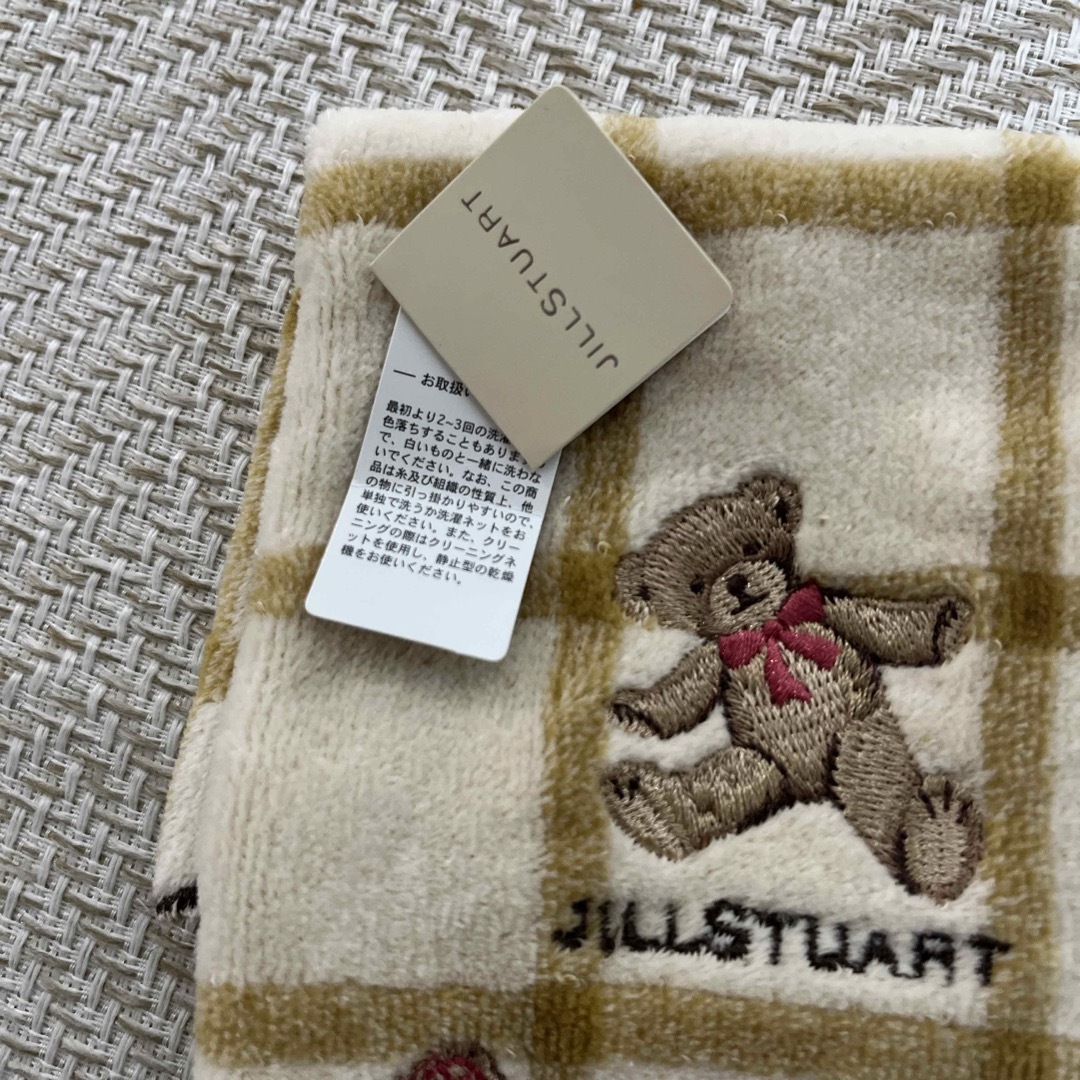 JILLSTUART
— お取扱い
最初より2~3回の洗濯
色落ちすることもありま
で、白いものと一緒に洗わな
いでください。なお、この商
品は糸及び組織の性質上、他
の物に引っ掛かりやすいので、
単独で洗うか洗濯ネットをお
使いください。また、クリー
ニングの際はクリーニングネ
ットを使用し、静止型の乾燥
機をお使いください。
JILLSTUART